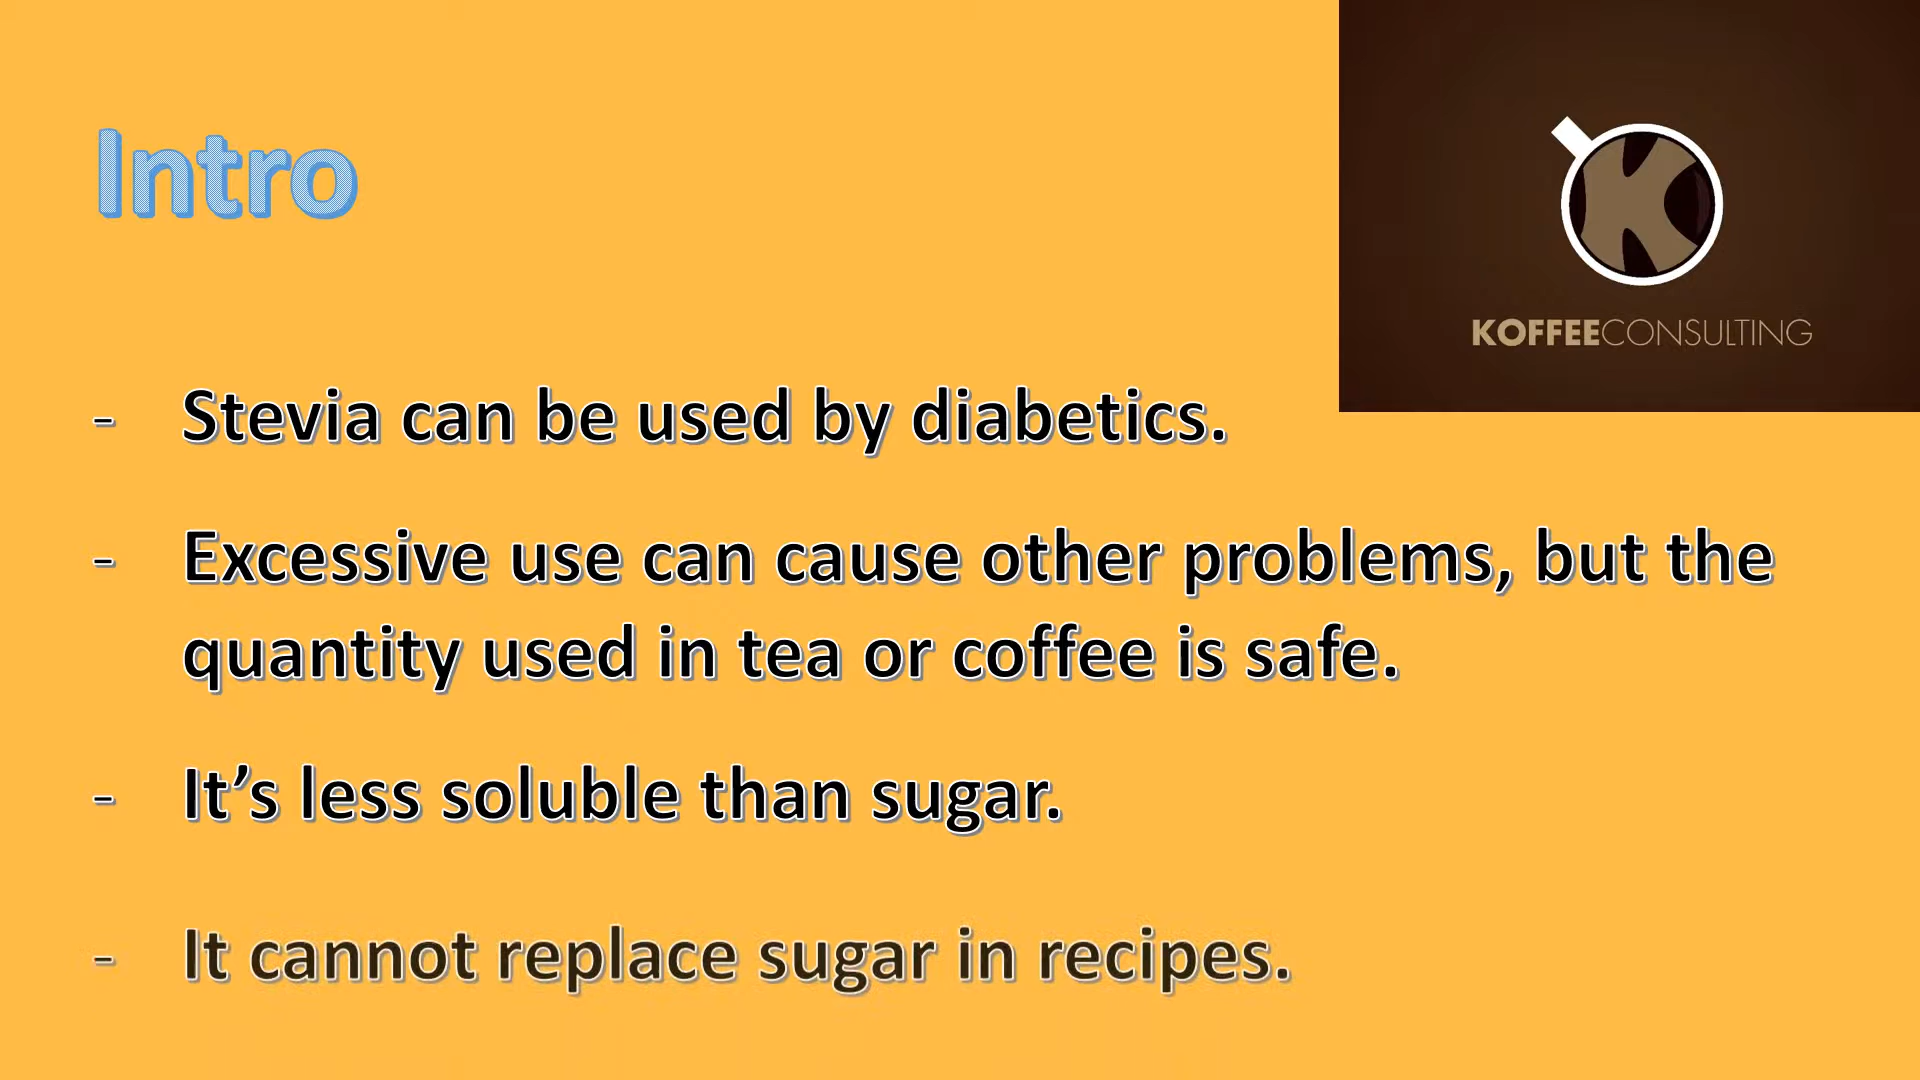 Intro
KOFFEECONSULTING
- Stevia can be used by diabetics.
- Excessive use can cause other problems, but the
quantity used in tea or coffee is safe.
- It’s less soluble than sugar.
- It cannot replace sugar in recipes.